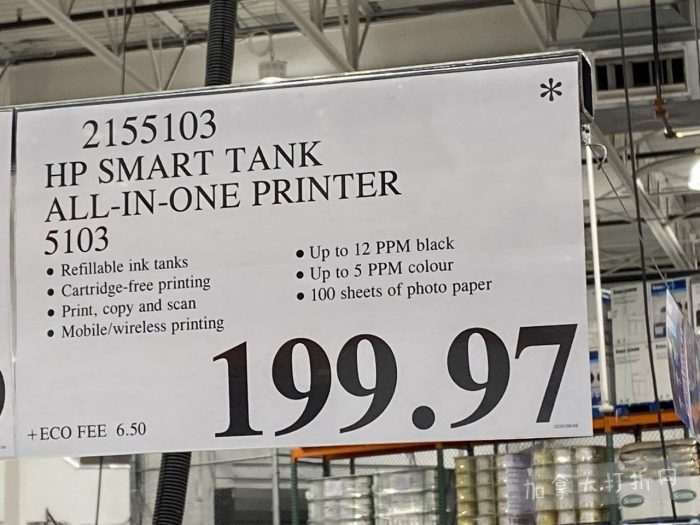 *
2155103
HP SMART TANK
ALL-IN-ONE PRINTER
5103
• Refillable ink tanks
• Cartridge-free printing
• Print, copy and scan
• Mobile/wireless printing
• Up to 12 PPM black
• Up to 5 PPM colour
• 100 sheets of photo paper
199.97
+ECO FEE 6.50
加拿大打折网